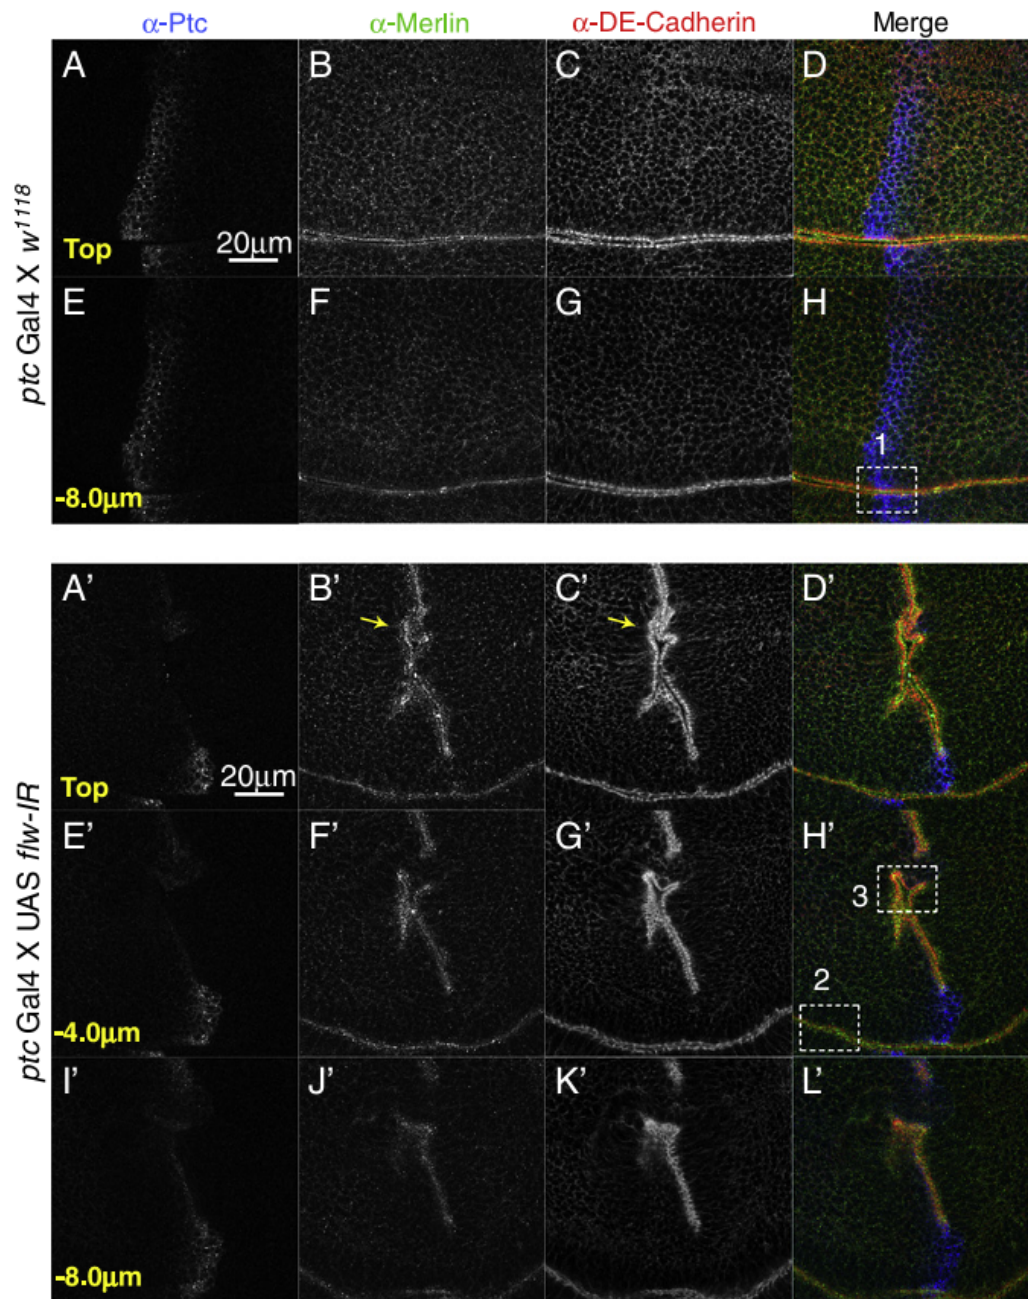 α-Ptc α-Merlin α-DE-Cadherin Merge
ptc Gal4 X w1118
A B C D
Top 20μm
E F G H
1
-8.0μm
ptc Gal4 X UAS flw-IR
A’ B’ C’ D’
Top 20μm
E’ F’ G’ H’
3
2
-4.0μm
I’ J’ K’ L’
-8.0μm